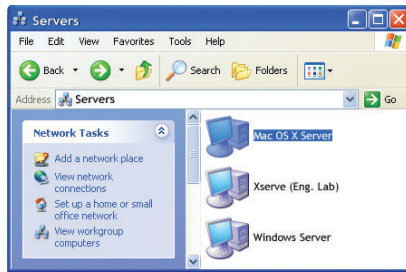 Servers
File Edit View Favorites Tools Help
Back Search Folders
Address Servers Go
Network Tasks
Add a network place
View network
connections
Set up a home or small
office network
View workgroup
computers
Mac OS X Server
Xserve (Eng. Lab)
Windows Server